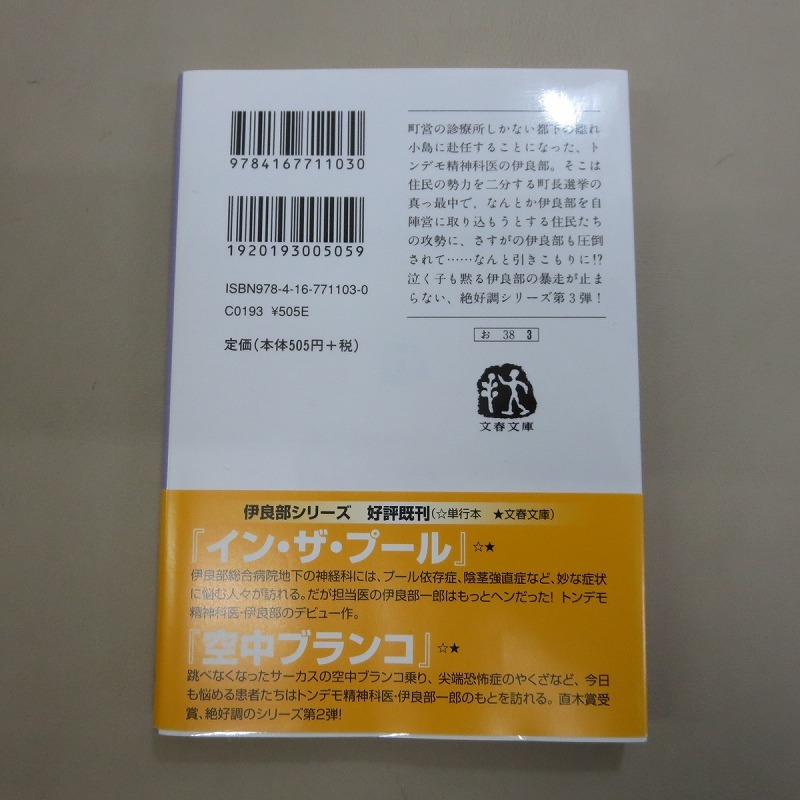 9784167711030
1920193005059
ISBN978-4-16-771103-0
C0193 ¥505E
定価(本体505円+税)
町営の診療所しかない都下の離れ
小島に赴任することになった、ト
ンデモ精神科医の伊良部。そこは
住民の勢力を二分する町長選挙の
真っ最中で、なんとか伊良部を自
陣営に取り込もうとする住民たち
の攻勢に、さすがの伊良部も圧倒
されて……なんと引きこもりに!?
泣く子も黙る伊良部の暴走が止ま
らない、絶好調シリーズ第3弾!
お 38 3
文春文庫
伊良部シリーズ 好評既刊(☆単行本 ★文春文庫)
『イン・ザ・プール』☆★
伊良部総合病院地下の神経科には、プール依存症、陰茎強直症など、妙な症状
に悩む人々が訪れる。だが担当医の伊良部一郎はもっとヘンだった! トンデモ
精神科医・伊良部のデビュー作。
『空中ブランコ』☆★
跳べなくなったサーカスの空中ブランコ乗り、尖端恐怖症のやくざなど、今日
も悩める患者たちはトンデモ精神科医・伊良部一郎のもとを訪れる。直木賞受
賞、絶好調のシリーズ第2弾!